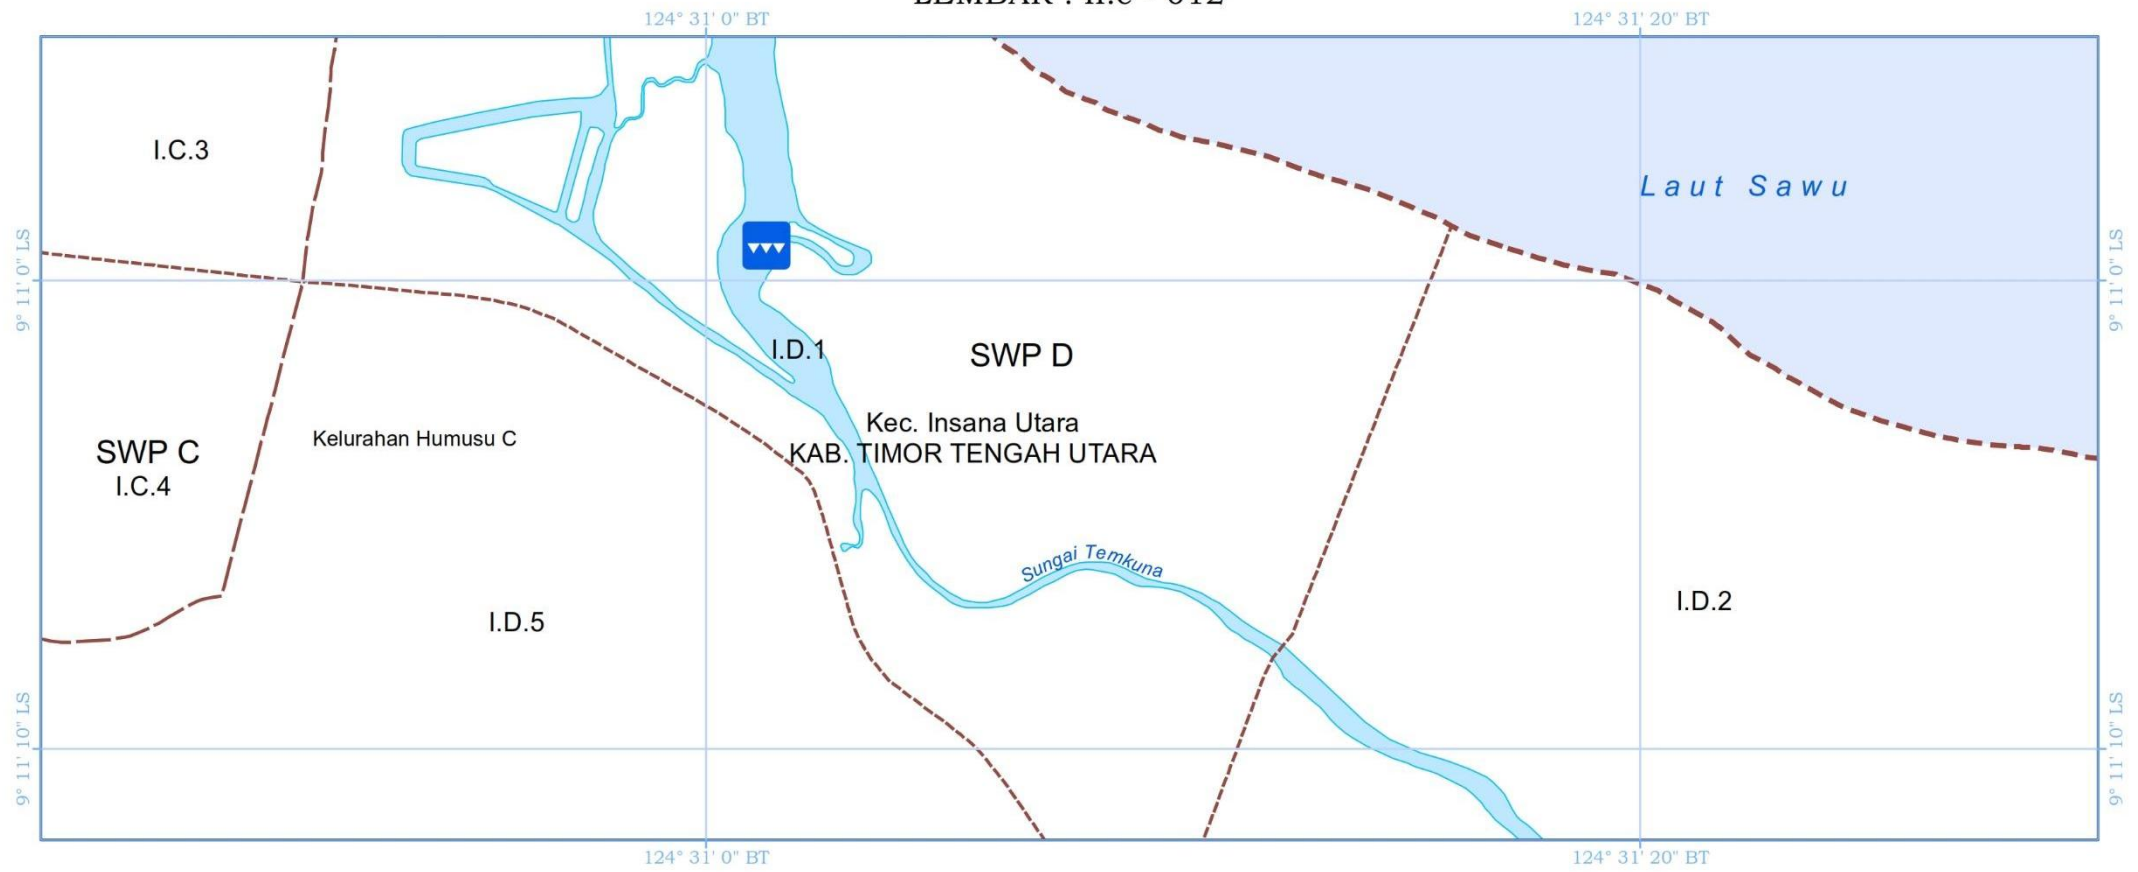 124° 31' 0" BT
124° 31' 20" BT
I.C.3
Laut Sawu
9° 11' 0" LS
9° 11' 0" LS
I.D.1
SWP D
Kec. Insana Utara
KAB. TIMOR TENGAH UTARA
Kelurahan Humusu C
SWP C
I.C.4
Sungai Temkuna
I.D.2
I.D.5
9° 11' 10" LS
9° 11' 10" LS
124° 31' 0" BT
124° 31' 20" BT